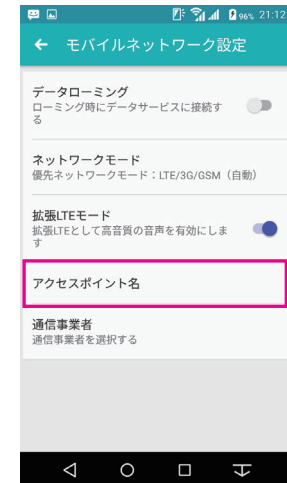 96% 21:12
モバイルネットワーク設定
データローミング
ローミング時にデータサービスに接続す
る
ネットワークモード
優先ネットワークモード：LTE/3G/GSM（自動）
拡張LTEモード
拡張LTEとして高音質の音声を有効にしま
す
アクセスポイント名
通信事業者
通信事業者を選択する